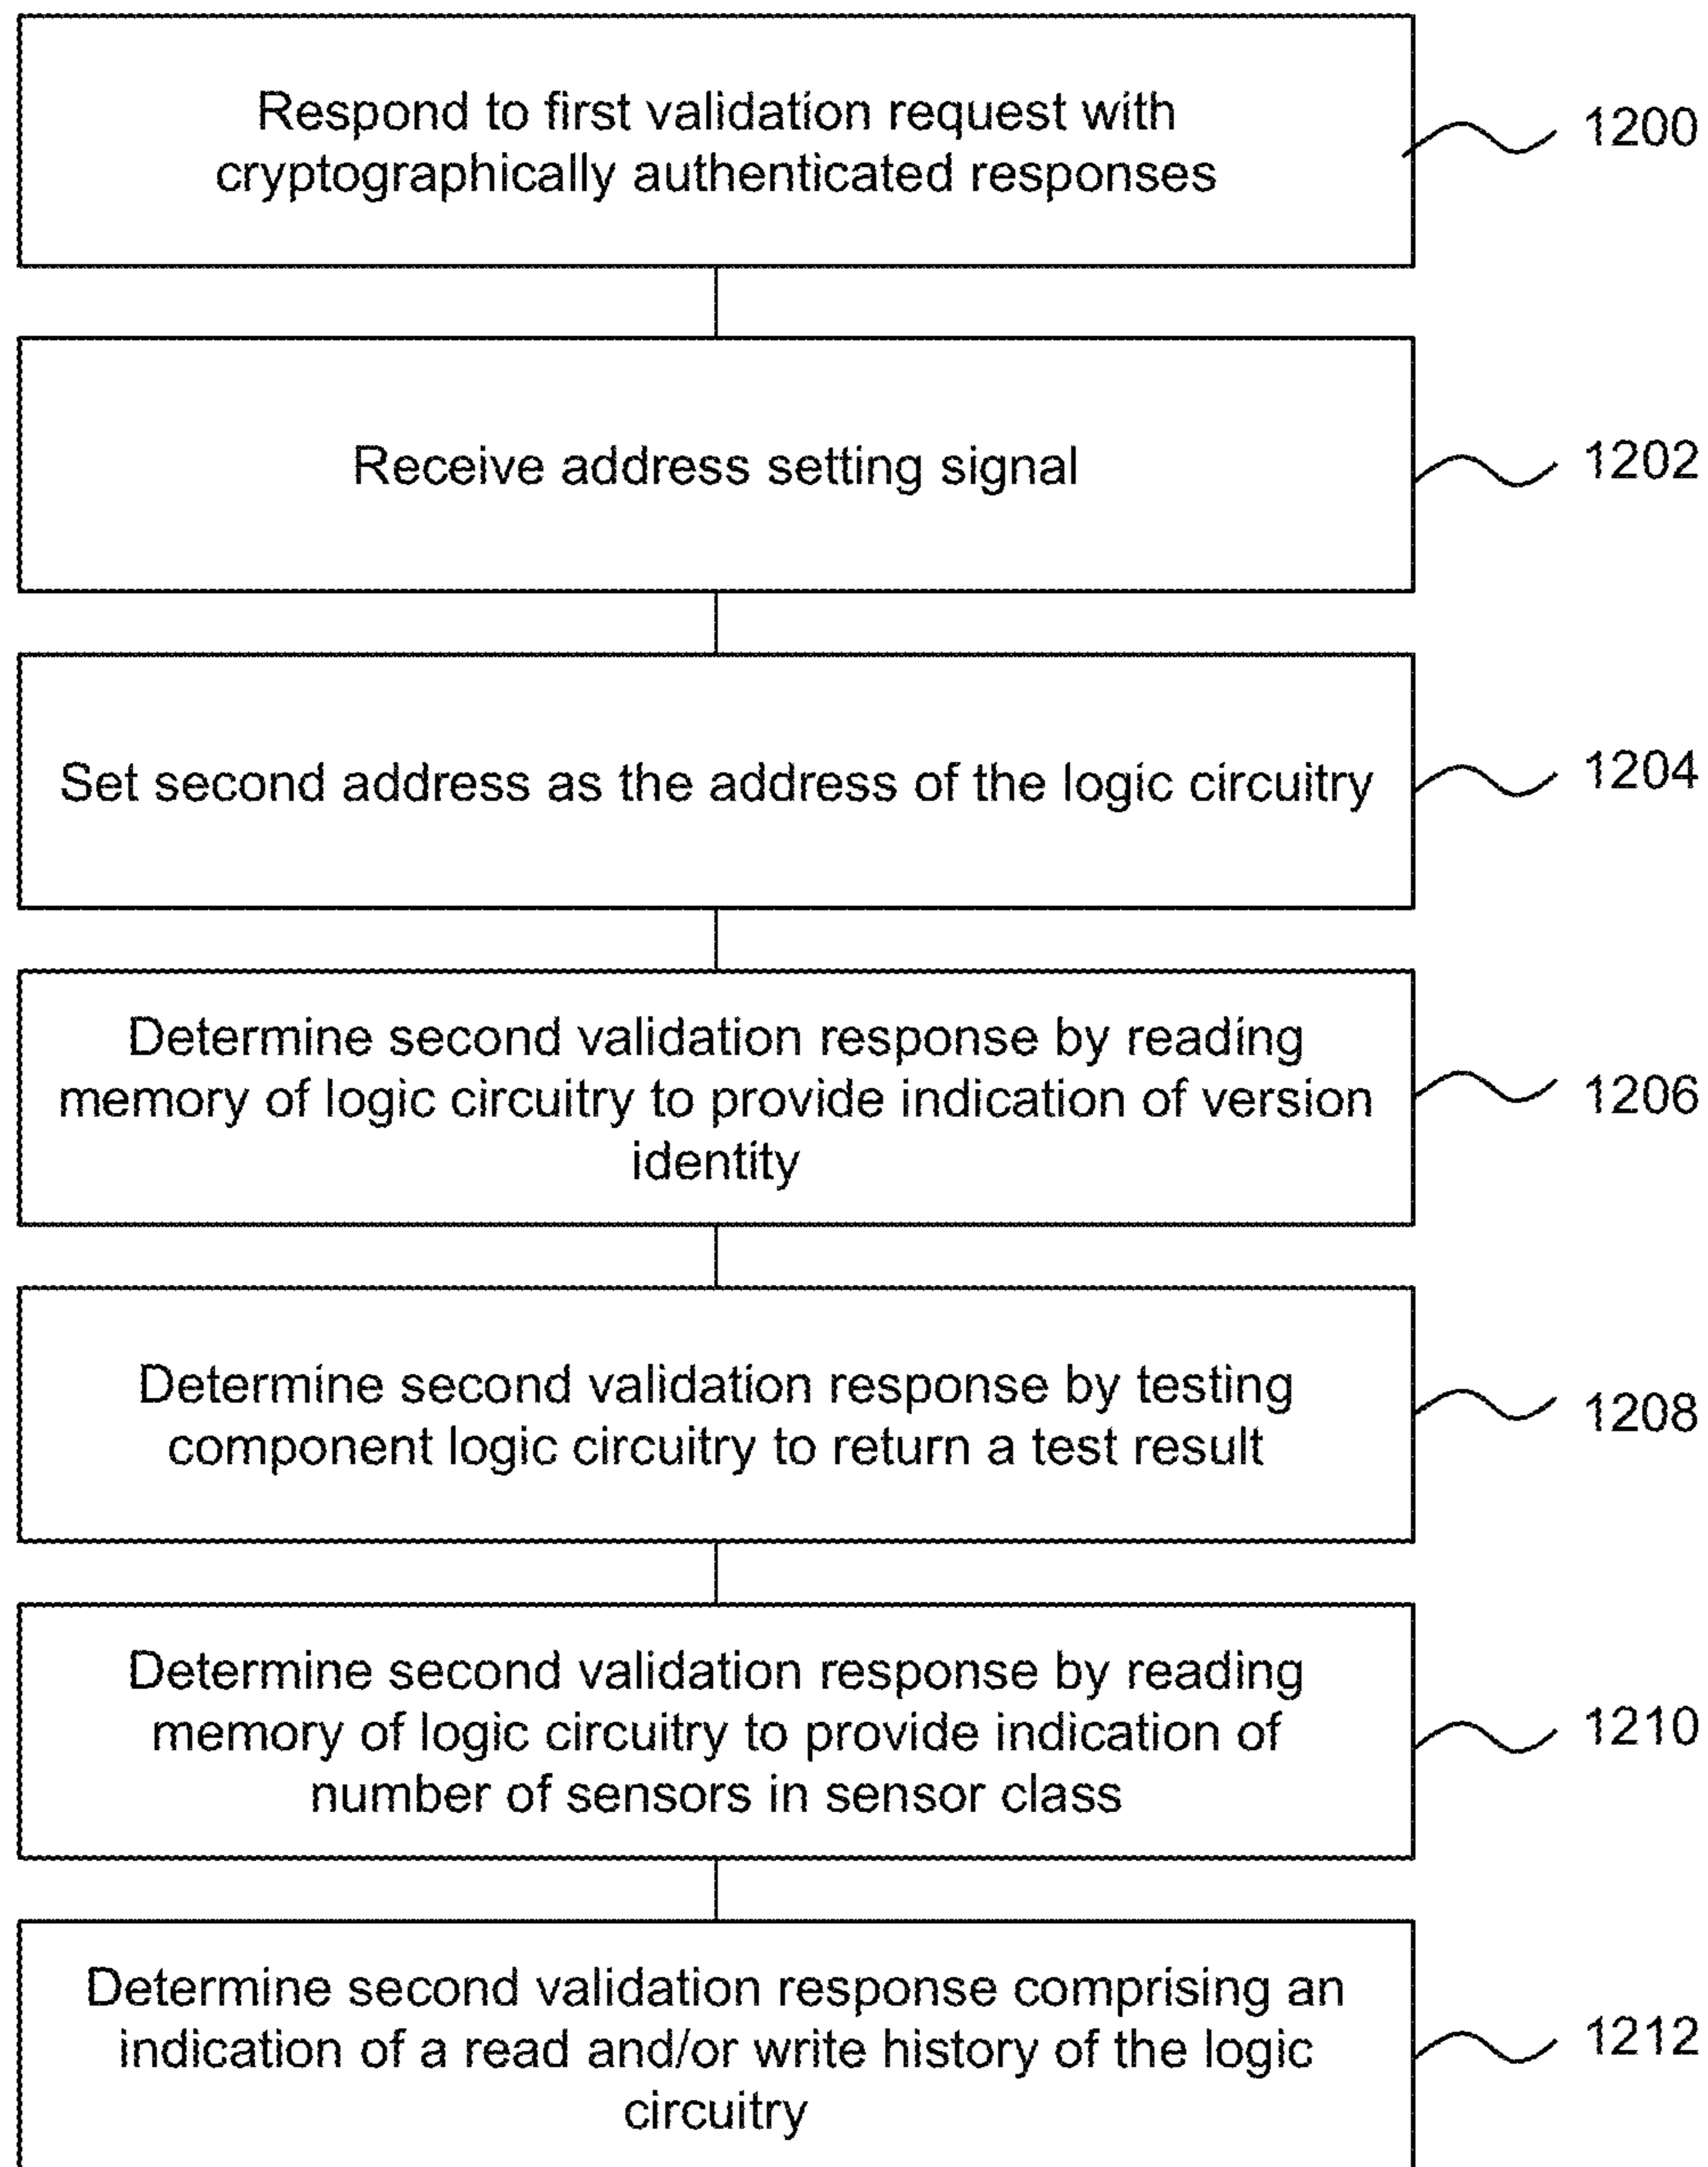 Respond to first validation request with
cryptographically authenticated responses
1200
Receive address setting signal
1202
Set second address as the address of the logic circuitry
1204
Determine second validation response by reading
memory of logic circuitry to provide indication of version
identity
1206
Determine second validation response by testing
component logic circuitry to return a test result
1208
Determine second validation response by reading
memory of logic circuitry to provide indication of
number of sensors in sensor class
1210
Determine second validation response comprising an
indication of a read and/or write history of the logic
circuitry
1212